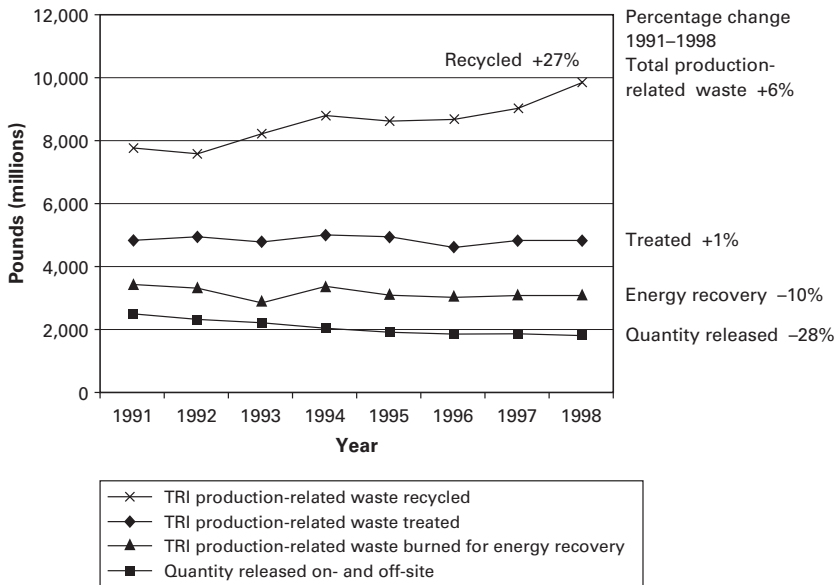 12,000
10,000
8,000
6,000
4,000
2,000
0
Pounds (millions)
Recycled +27%
Percentage change
1991–1998
Total production-
related waste +6%
Treated +1%
Energy recovery –10%
Quantity released –28%
1991 1992 1993 1994 1995 1996 1997 1998
Year
TRI production-related waste recycled
TRI production-related waste treated
TRI production-related waste burned for energy recovery
Quantity released on- and off-site